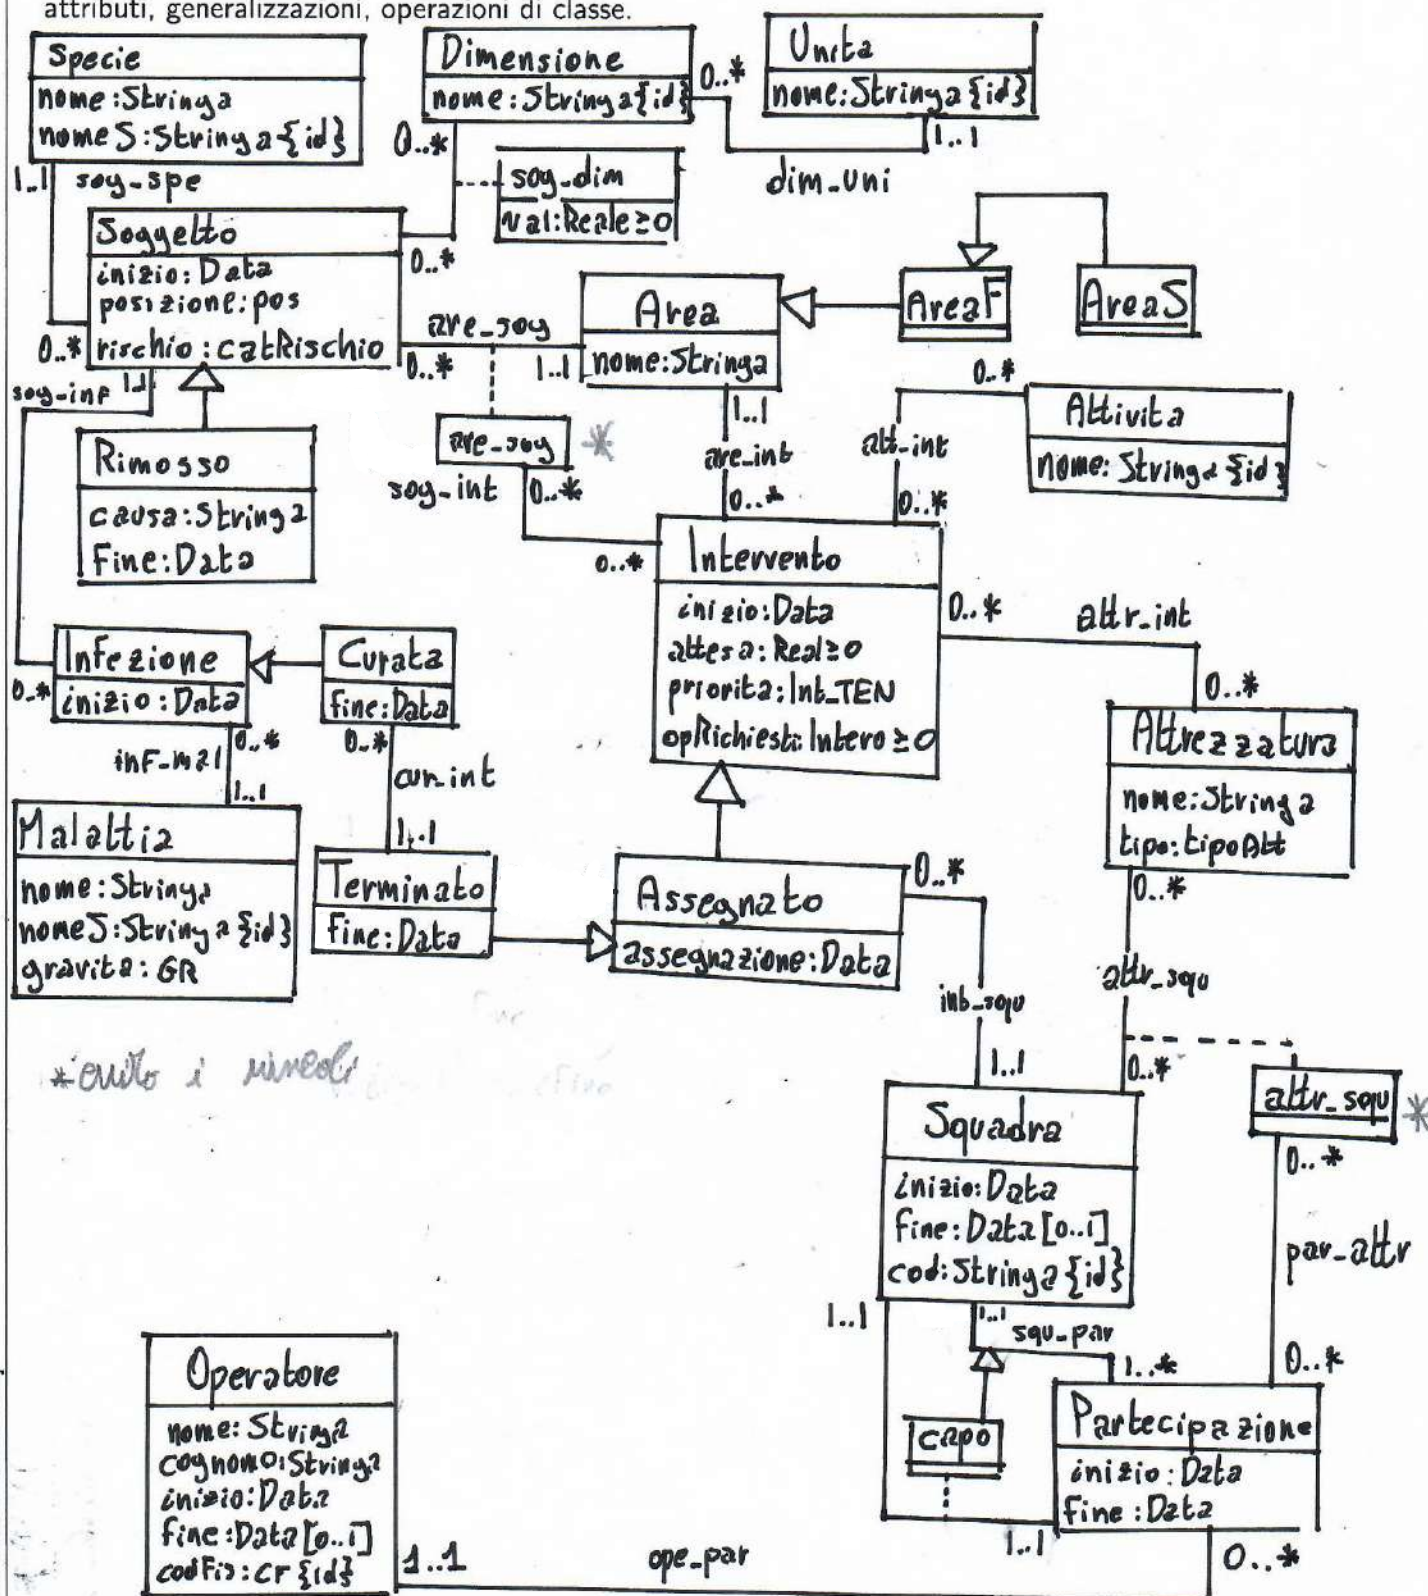 attributi, generalizzazioni, operazioni di classe.
Specie
nome:Stringa
nomeS:Stringa{id}
Dimensione
nome:Stringa{id}
Unita
nome:Stringa{id}
0..*
1..1
dim_uni
0..*
sog_dim
val:Reale≥0
0..*
1..1
sog_spe
0..*
Soggetto
inizio:Data
posizione:pos
rischio:catRischio
are_sog
0..*
1..1
Area
nome:Stringa
AreaF
AreaS
are_sog
*
sog_int
0..*
0..*
1..1
are_int
0..*
att_int
0..*
0..*
Attivita
nome:Stringa{id}
sog_inf
1..1
0..*
Rimosso
causa:Stringa
Fine:Data
Intervento
inizio:Data
attesa:Real≥0
priorita:Int_TEN
opRichiesti:Intero≥0
0..*
attr_int
0..*
Infezione
inizio:Data
Curata
fine:Data
0..*
inf_mal
1..1
0..*
cur_int
1..1
Attrezzatura
nome:Stringa
tipo:tipoAtt
Malattia
nome:Stringa
nomeS:Stringa{id}
gravita:GR
Terminato
Fine:Data
Assegnato
assegnazione:Data
0..*
1..1
0..*
attr_squ
0..*
attr_squ
*
*evito i vincoli
Squadra
inizio:Data
Fine:Data[0..1]
cod:Stringa{id}
0..*
par_attr
0..*
1..1
1..1
squ_par
1..*
capo
1..1
Partecipazione
inizio:Data
Fine:Data
Operatore
nome:Stringa
cognome:Stringa
inizio:Data
fine:Data[0..1]
codFis:CF{id}
1..1
ope_par
0..*